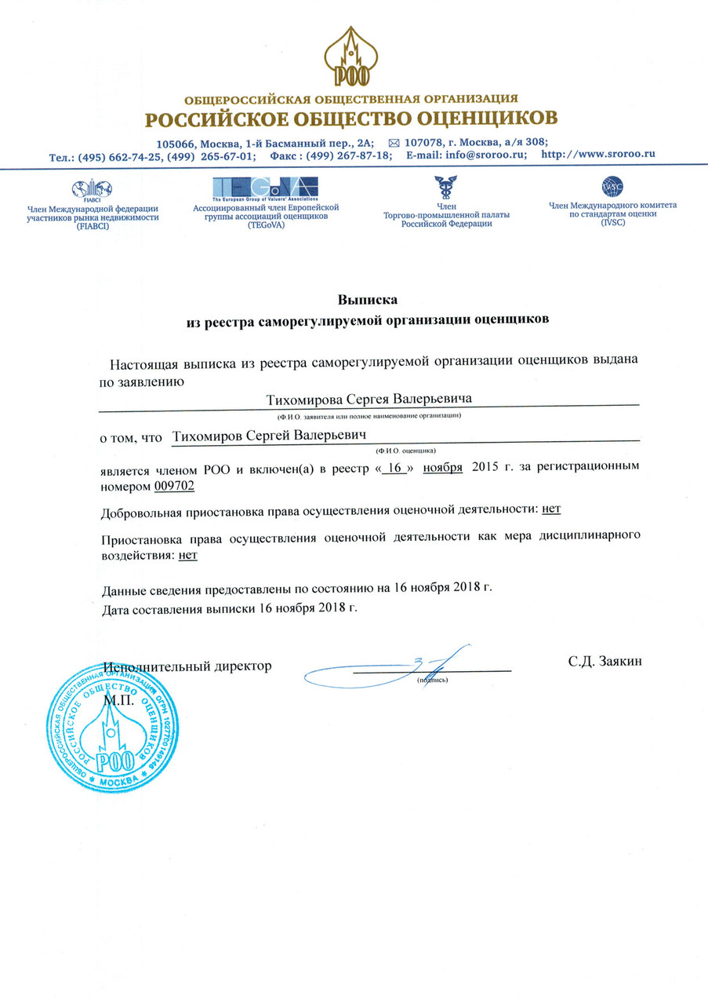 РОО
ОБЩЕРОССИЙСКАЯ ОБЩЕСТВЕННАЯ ОРГАНИЗАЦИЯ
РОССИЙСКОЕ ОБЩЕСТВО ОЦЕНЩИКОВ
105066, Москва, 1-й Басманный пер., 2А; 107078, г. Москва, а/я 308;
Тел.: (495) 662-74-25, (499) 265-67-01; Факс : (499) 267-87-18; E-mail: info@sroroo.ru; http://www.sroroo.ru
FIABCI
Член Международной федерации
участников рынка недвижимости
(FIABCI)
TEGoVA
The European Group of Valuers' Associations
Ассоциированный член Европейской
группы ассоциаций оценщиков
(TEGoVA)
Член
Торгово-промышленной палаты
Российской Федерации
IVSC
Член Международного комитета
по стандартам оценки
(IVSC)
Выписка
из реестра саморегулируемой организации оценщиков
Настоящая выписка из реестра саморегулируемой организации оценщиков выдана
по заявлению
Тихомирова Сергея Валерьевича
(Ф.И.О. заявителя или полное наименование организации)
о том, что Тихомиров Сергей Валерьевич
(Ф.И.О. оценщика)
является членом РОО и включен(а) в реестр « 16 » ноября 2015 г. за регистрационным
номером 009702
Добровольная приостановка права осуществления оценочной деятельности: нет
Приостановка права осуществления оценочной деятельности как мера дисциплинарного
воздействия: нет
Данные сведения предоставлены по состоянию на 16 ноября 2018 г.
Дата составления выписки 16 ноября 2018 г.
Исполнительный директор
(подпись)
С.Д. Заякин
М.П.
ОБЩЕРОССИЙСКАЯ ОБЩЕСТВЕННАЯ ОРГАНИЗАЦИЯ ОГРН 1027700149146
РОССИЙСКОЕ ОБЩЕСТВО ОЦЕНЩИКОВ
РОО
* МОСКВА *